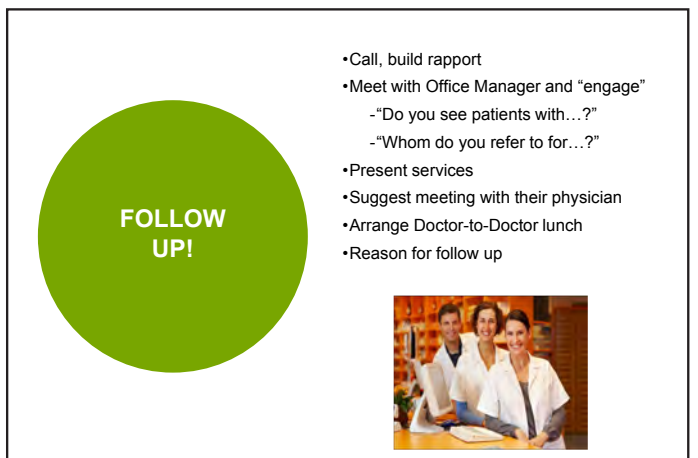 FOLLOW
UP!
•Call, build rapport
•Meet with Office Manager and “engage”
-“Do you see patients with…?”
-“Whom do you refer to for…?”
•Present services
•Suggest meeting with their physician
•Arrange Doctor-to-Doctor lunch
•Reason for follow up